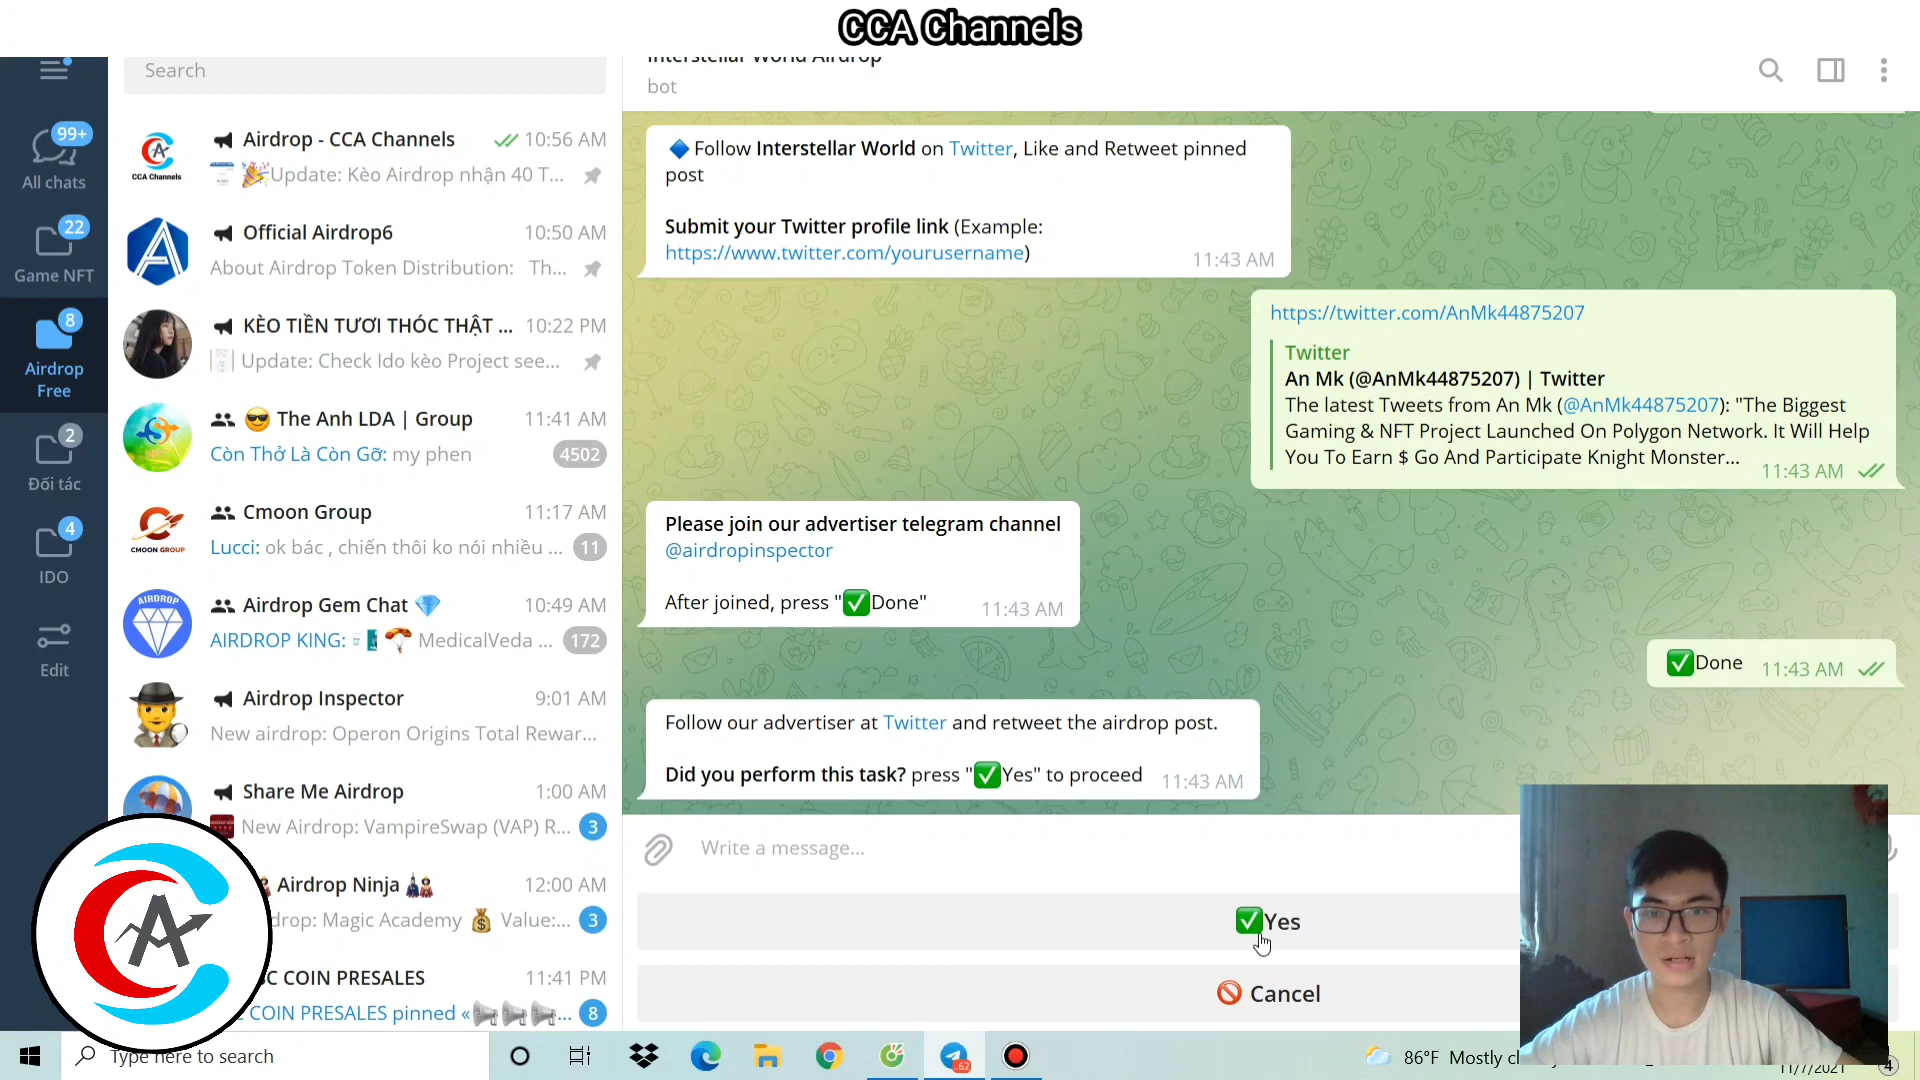 CCA Channels
Search
Interstellar World Airdrop
bot
99+
All chats
22
Game NFT
8
Airdrop
Free
2
Đối tác
4
IDO
Edit
CCA Channels
Airdrop - CCA Channels 10:56 AM
Update: Kèo Airdrop nhận 40 T...
Official Airdrop6 10:50 AM
About Airdrop Token Distribution: Th...
KÈO TIỀN TƯƠI THÓC THẬT ... 10:22 PM
Update: Check Ido kèo Project see...
The Anh LDA | Group 11:41 AM
Còn Thở Là Còn Gỡ: my phen 4502
CMOON GROUP
Cmoon Group 11:17 AM
Lucci: ok bác , chiến thôi ko nói nhiều ... 11
AIRDROP
Airdrop Gem Chat 10:49 AM
AIRDROP KING: MedicalVeda ... 172
Airdrop Inspector 9:01 AM
New airdrop: Operon Origins Total Rewar...
Share Me Airdrop 1:00 AM
New Airdrop: VampireSwap (VAP) R... 3
Airdrop Ninja 12:00 AM
drop: Magic Academy Value:... 3
C COIN PRESALES 11:41 PM
COIN PRESALES pinned « ... 8
Follow Interstellar World on Twitter, Like and Retweet pinned
post
Submit your Twitter profile link (Example:
https://www.twitter.com/yourusername) 11:43 AM
https://twitter.com/AnMk44875207
Twitter
An Mk (@AnMk44875207) | Twitter
The latest Tweets from An Mk (@AnMk44875207): "The Biggest
Gaming & NFT Project Launched On Polygon Network. It Will Help
You To Earn $ Go And Participate Knight Monster... 11:43 AM
Please join our advertiser telegram channel
@airdropinspector
After joined, press "✅Done" 11:43 AM
✅Done 11:43 AM
Follow our advertiser at Twitter and retweet the airdrop post.
Did you perform this task? press "✅Yes" to proceed 11:43 AM
Write a message...
✅Yes
🚫 Cancel
Type here to search
62
86°F Mostly cl
11/7/2021
4